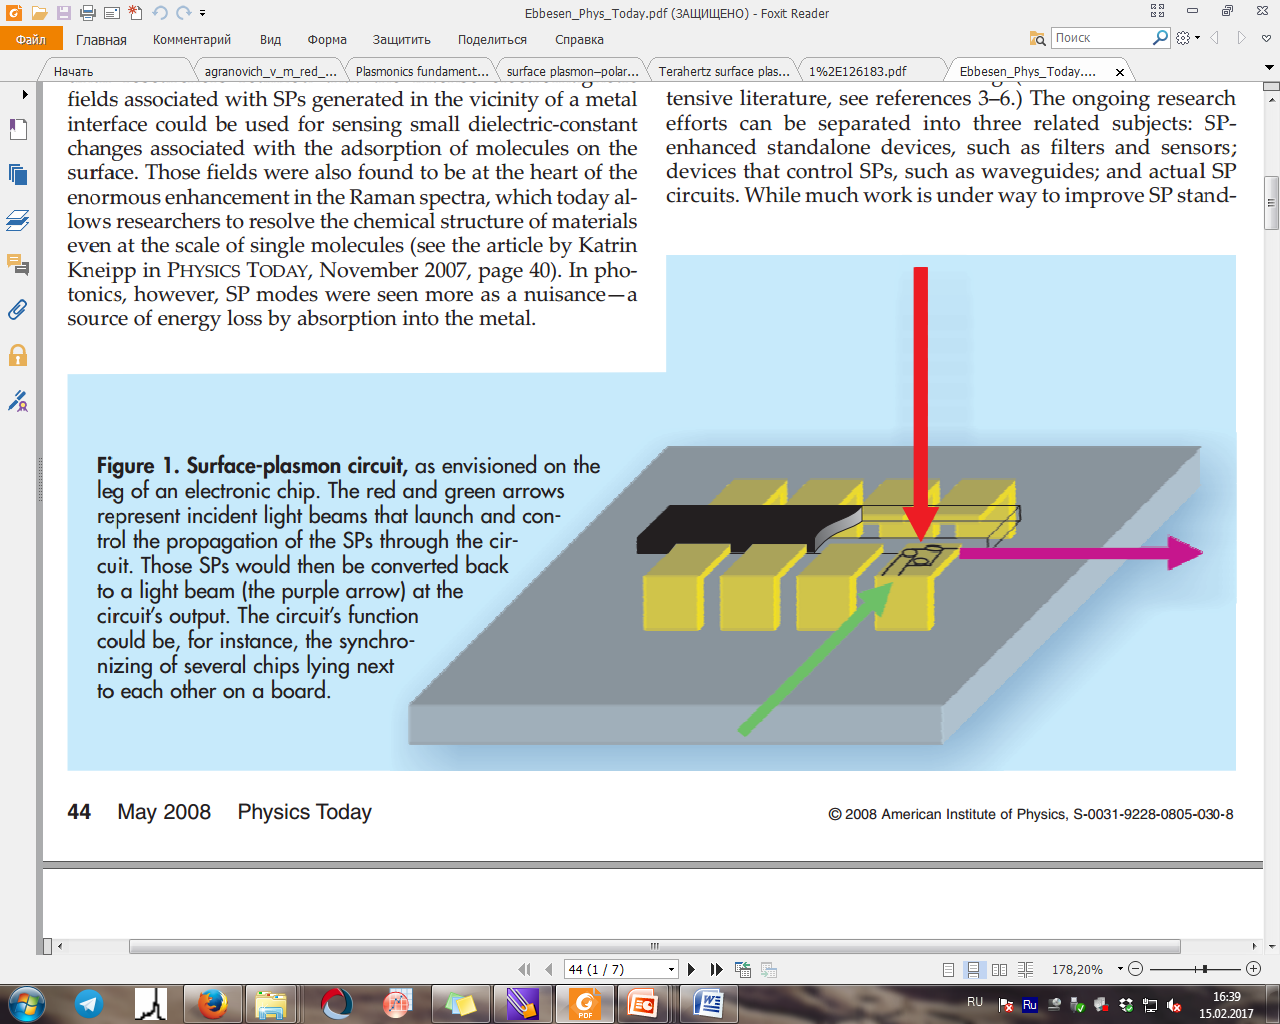 Ebbesen_Phys_Today.pdf (ЗАЩИЩЕНО) - Foxit Reader
Файл Главная Комментарий Вид Форма Защитить Поделиться Справка Поиск
Начать agranovich_v_m_red_... Plasmonics fundament... surface plasmon–polar... Terahertz surface plas... 1%2E126183.pdf Ebbesen_Phys_Today....
fields associated with SPs generated in the vicinity of a metal
interface could be used for sensing small dielectric-constant
changes associated with the adsorption of molecules on the
surface. Those fields were also found to be at the heart of the
enormous enhancement in the Raman spectra, which today al-
lows researchers to resolve the chemical structure of materials
even at the scale of single molecules (see the article by Katrin
Kneipp in PHYSICS TODAY, November 2007, page 40). In pho-
tonics, however, SP modes were seen more as a nuisance—a
source of energy loss by absorption into the metal.
tensive literature, see references 3–6.) The ongoing research
efforts can be separated into three related subjects: SP-
enhanced standalone devices, such as filters and sensors;
devices that control SPs, such as waveguides; and actual SP
circuits. While much work is under way to improve SP stand-
Figure 1. Surface-plasmon circuit, as envisioned on the
leg of an electronic chip. The red and green arrows
represent incident light beams that launch and con-
trol the propagation of the SPs through the cir-
cuit. Those SPs would then be converted back
to a light beam (the purple arrow) at the
circuit's output. The circuit's function
could be, for instance, the synchro-
nizing of several chips lying next
to each other on a board.
44 May 2008 Physics Today
© 2008 American Institute of Physics, S-0031-9228-0805-030-8
44 (1 / 7)
178,20%
RU
Ru
16:39
15.02.2017